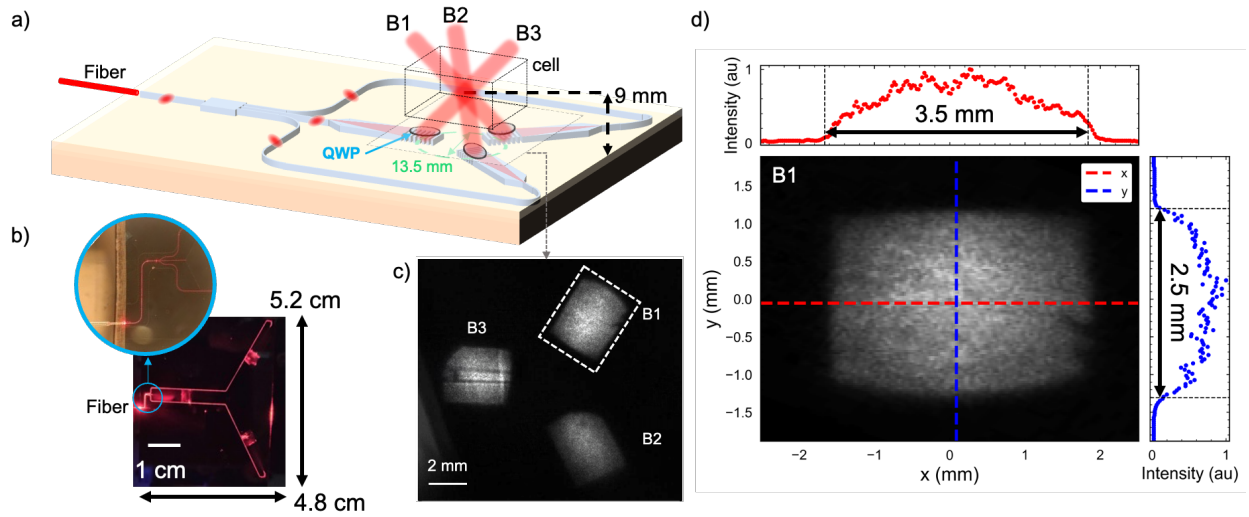 a)
B1
B2
B3
cell
Fiber
9 mm
QWP
13.5 mm
b)
5.2 cm
Fiber
1 cm
4.8 cm
c)
B1
B3
B2
2 mm
d)
Intensity (au)
1
0
3.5 mm
B1
x
y
y (mm)
1.5
1.0
0.5
0.0
−0.5
−1.0
−1.5
−2
−1
0
1
2
x (mm)
2.5 mm
0
1
Intensity (au)